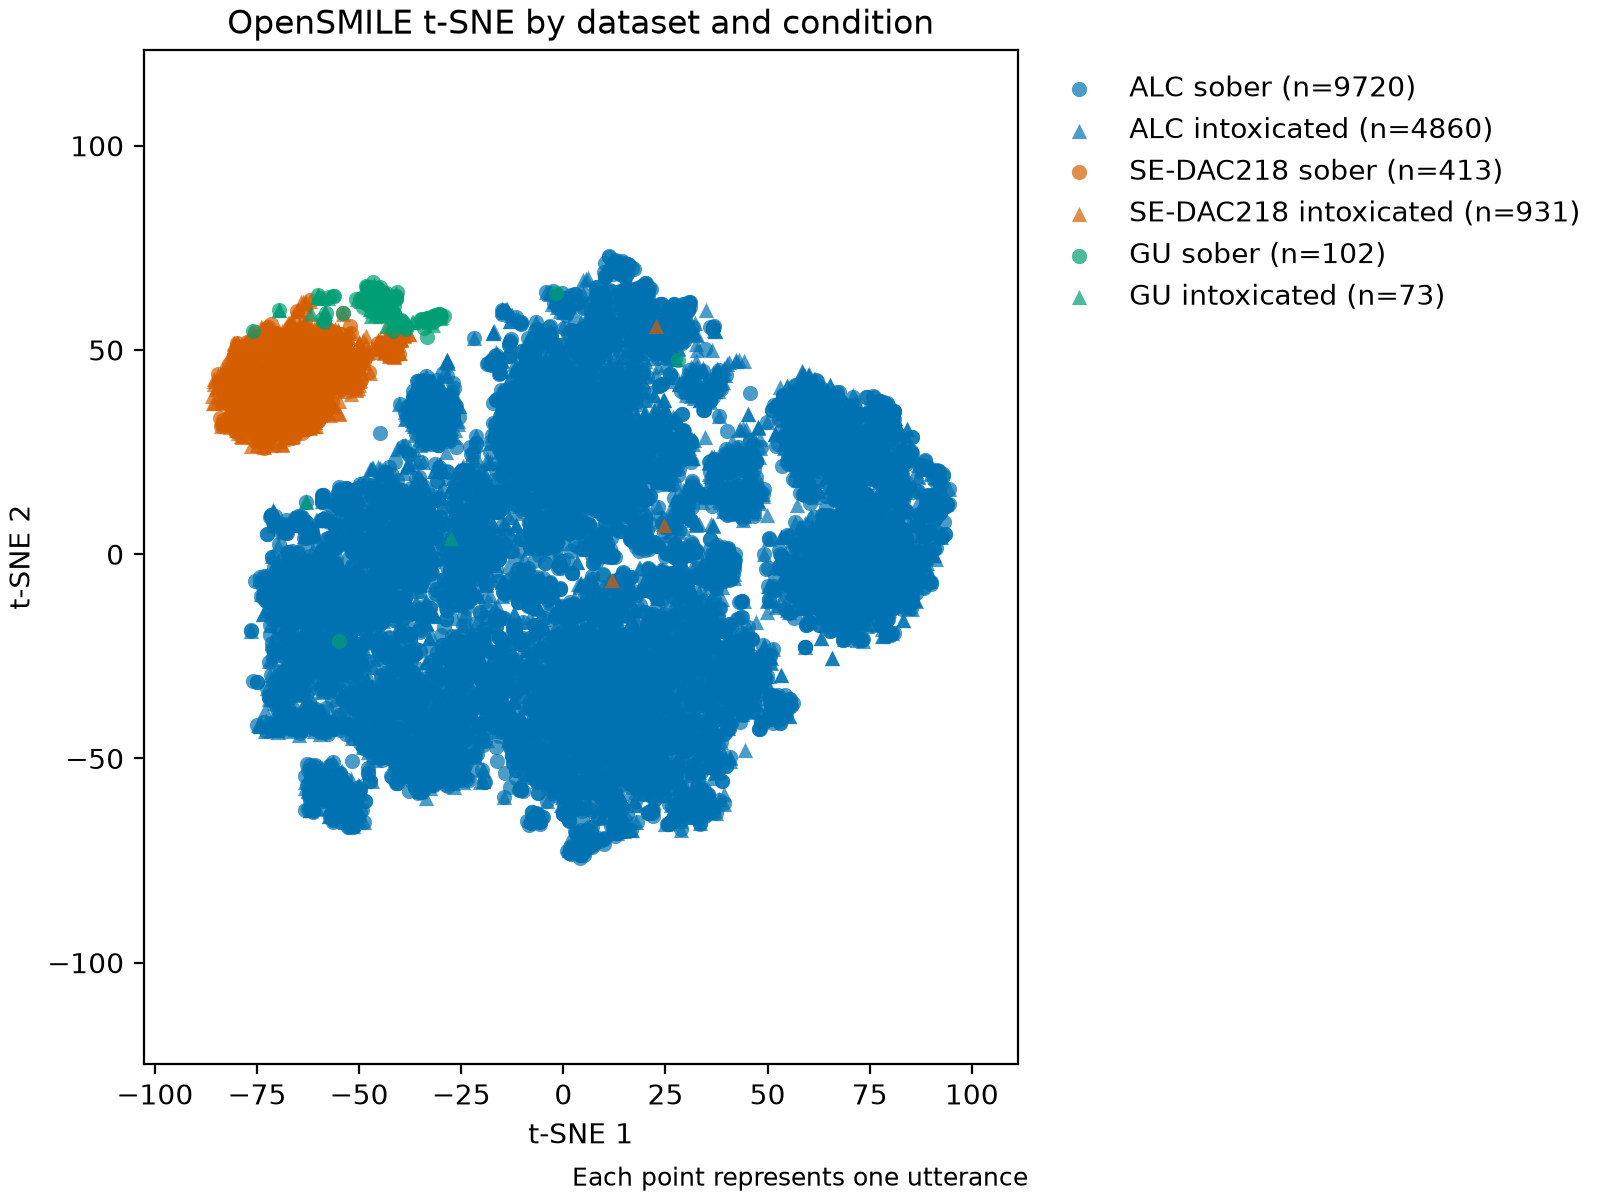 OpenSMILE t-SNE by dataset and condition
ALC sober (n=9720)
ALC intoxicated (n=4860)
SE-DAC218 sober (n=413)
SE-DAC218 intoxicated (n=931)
GU sober (n=102)
GU intoxicated (n=73)
t-SNE 2
100
50
0
−50
−100
−100 −75 −50 −25 0 25 50 75 100
t-SNE 1
Each point represents one utterance